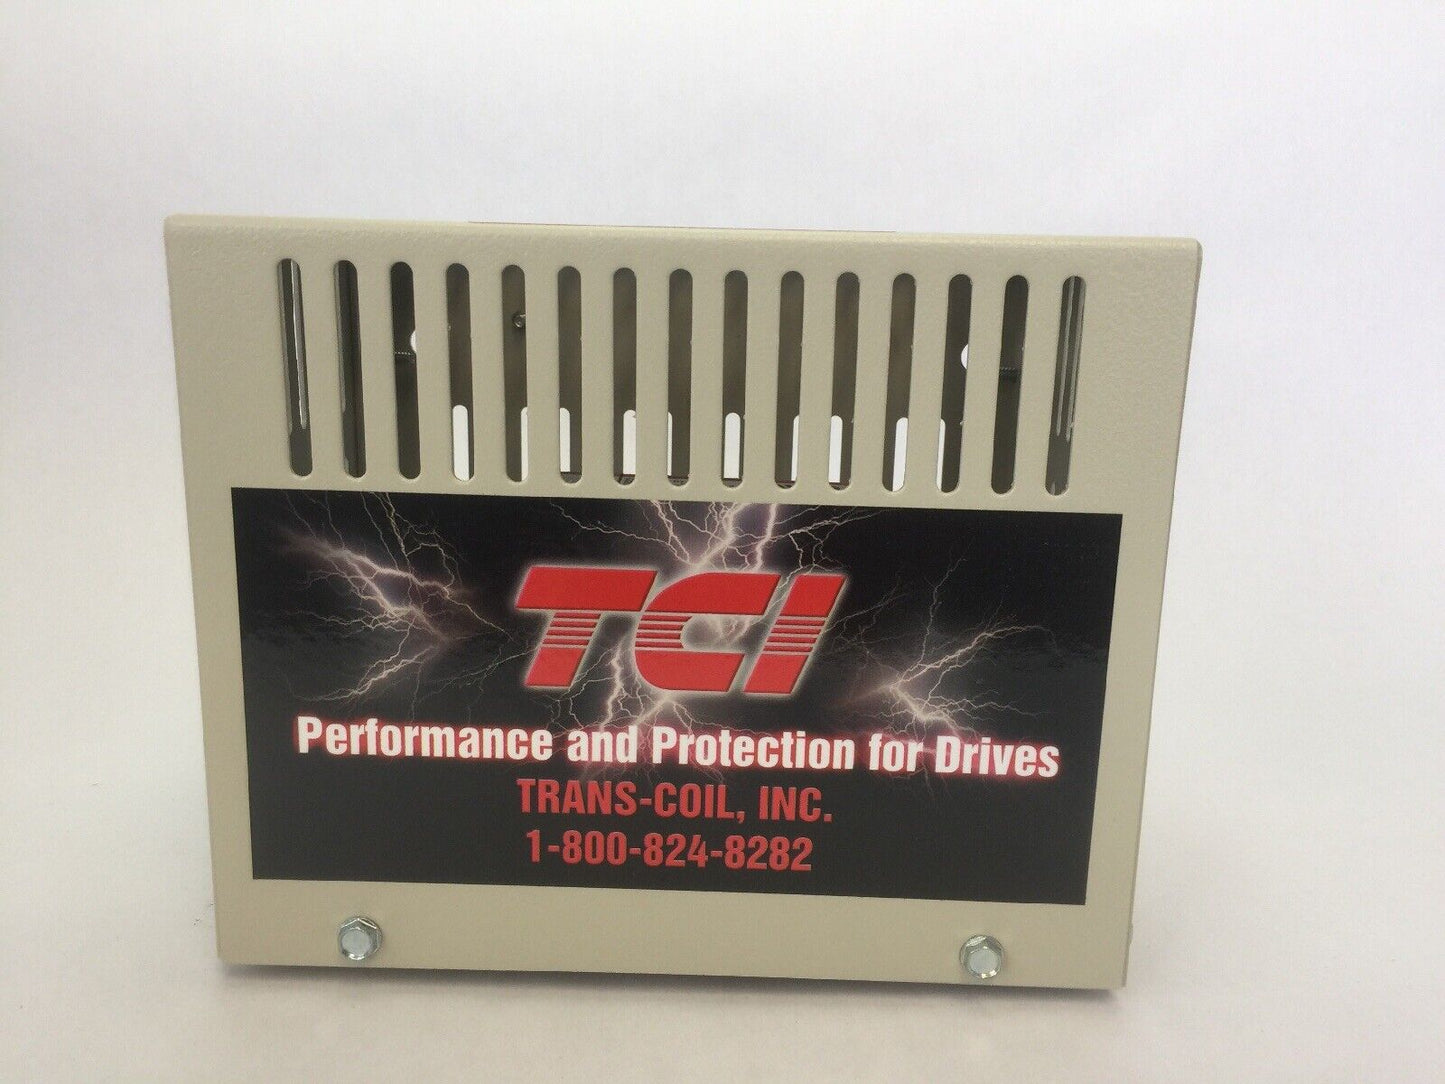 TCI
Performance and Protection for Drives
TRANS-COIL, INC.
1-800-824-8282